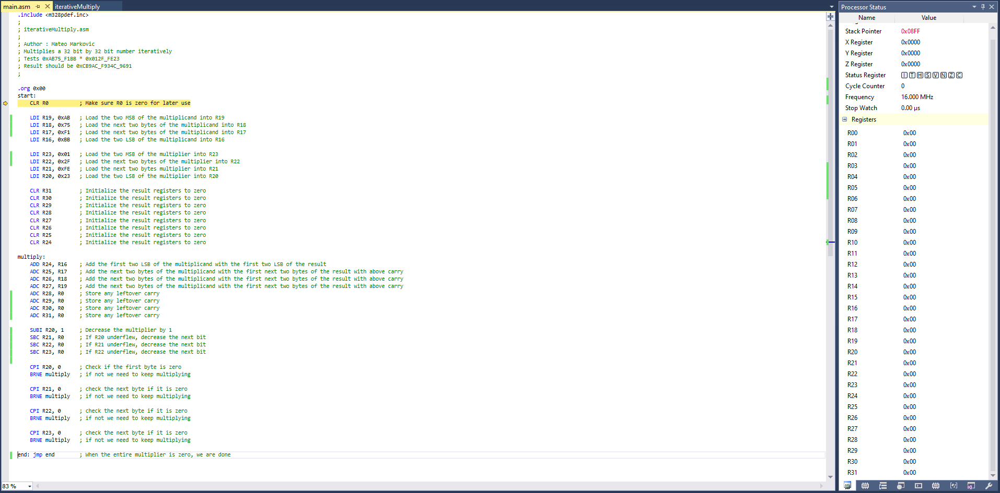 main.asm
iterativeMultiply
.include <m328pdef.inc>
;
; iterativeMultiply.asm
;
; Author : Mateo Markovic
; Multiplies a 32 bit by 32 bit number iteratively
; Tests 0xAB75_F1BB * 0x012F_FE23
; Result should be 0xCB9AC_F934C_9691
;
.org 0x00
start:
CLR R0 ; Make sure R0 is zero for later use
LDI R19, 0xAB ; Load the two MSB of the multiplicand into R19
LDI R18, 0x75 ; Load the next two bytes of the multiplicand into R18
LDI R17, 0xF1 ; Load the next two bytes of the multiplicand into R17
LDI R16, 0xBB ; Load the two LSB of the multiplicand into R16
LDI R23, 0x01 ; Load the two MSB of the multiplier into R23
LDI R22, 0x2F ; Load the next two bytes of the multiplier into R22
LDI R21, 0xFE ; Load the next two bytes multiplier into R21
LDI R20, 0x23 ; Load the two LSB of the multiplier into R20
CLR R31 ; Initialize the result registers to zero
CLR R30 ; Initialize the result registers to zero
CLR R29 ; Initialize the result registers to zero
CLR R28 ; Initialize the result registers to zero
CLR R27 ; Initialize the result registers to zero
CLR R26 ; Initialize the result registers to zero
CLR R25 ; Initialize the result registers to zero
CLR R24 ; Initialize the result registers to zero
multiply:
ADD R24, R16 ; Add the first two LSB of the multiplicand with the first two LSB of the result
ADC R25, R17 ; Add the next two bytes of the multiplicand with the first next two bytes of the result with above carry
ADC R26, R18 ; Add the next two bytes of the multiplicand with the first next two bytes of the result with above carry
ADC R27, R19 ; Add the next two bytes of the multiplicand with the first next two bytes of the result with above carry
ADC R28, R0 ; Store any leftover carry
ADC R29, R0 ; Store any leftover carry
ADC R30, R0 ; Store any leftover carry
ADC R31, R0 ; Store any leftover carry
SUBI R20, 1 ; Decrease the multiplier by 1
SBC R21, R0 ; If R20 underflew, decrease the next bit
SBC R22, R0 ; If R21 underflew, decrease the next bit
SBC R23, R0 ; If R22 underflew, decrease the next bit
CPI R20, 0 ; Check if the first byte is zero
BRNE multiply ; if not we need to keep multiplying
CPI R21, 0 ; check the next byte if it is zero
BRNE multiply ; if not we need to keep multiplying
CPI R22, 0 ; check the next byte if it is zero
BRNE multiply ; if not we need to keep multiplying
CPI R23, 0 ; check the next byte if it is zero
BRNE multiply ; if not we need to keep multiplying
end: jmp end ; When the entire multiplier is zero, we are done
83 %
Processor Status
Name Value
Stack Pointer 0x08FF
X Register 0x0000
Y Register 0x0000
Z Register 0x0000
Status Register I T H S V N Z C
Cycle Counter 0
Frequency 16.000 MHz
Stop Watch 0.00 µs
Registers
R00 0x00
R01 0x00
R02 0x00
R03 0x00
R04 0x00
R05 0x00
R06 0x00
R07 0x00
R08 0x00
R09 0x00
R10 0x00
R11 0x00
R12 0x00
R13 0x00
R14 0x00
R15 0x00
R16 0x00
R17 0x00
R18 0x00
R19 0x00
R20 0x00
R21 0x00
R22 0x00
R23 0x00
R24 0x00
R25 0x00
R26 0x00
R27 0x00
R28 0x00
R29 0x00
R30 0x00
R31 0x00